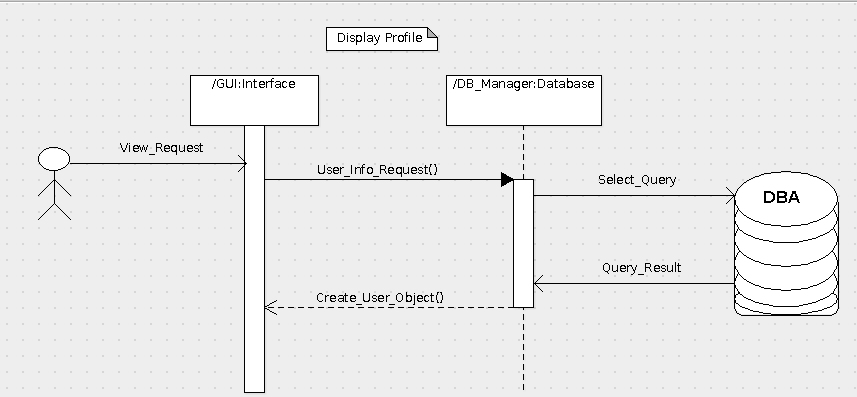 Display Profile
/GUI:Interface
/DB_Manager:Database
View_Request
User_Info_Request()
Select_Query
DBA
Query_Result
Create_User_Object()